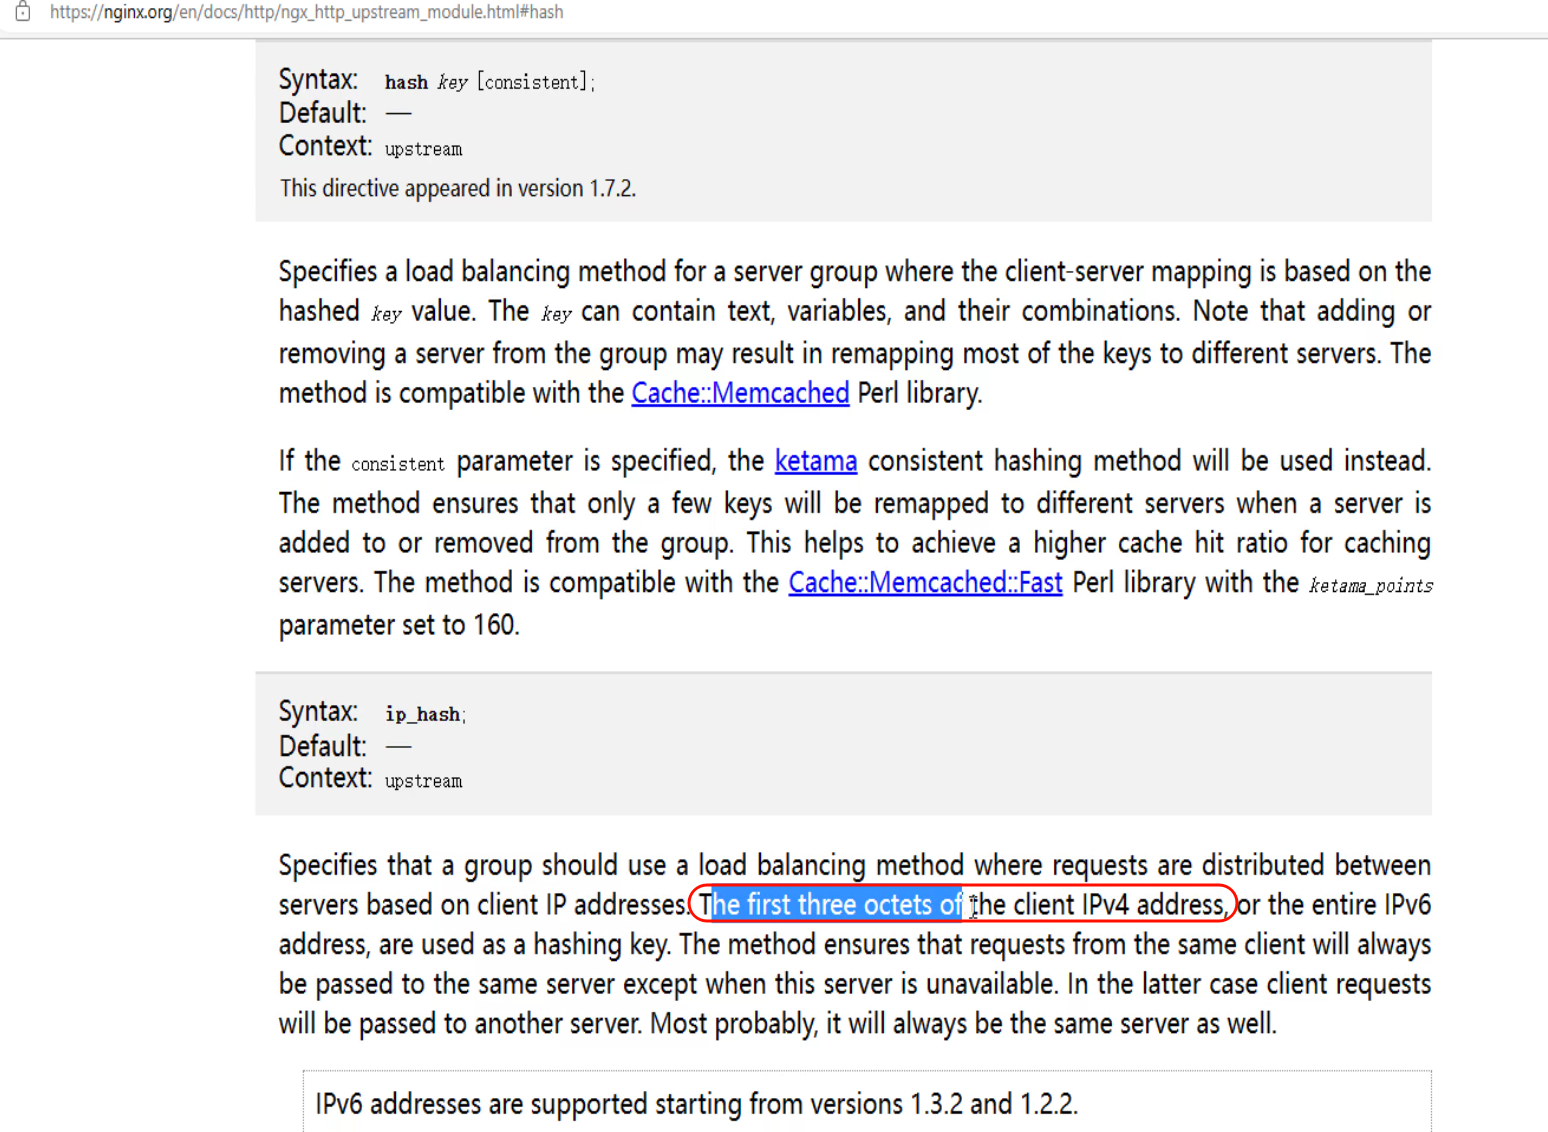 https://nginx.org/en/docs/http/ngx_http_upstream_module.html#hash
Syntax: hash key [consistent];
Default: —
Context: upstream
This directive appeared in version 1.7.2.
Specifies a load balancing method for a server group where the client-server mapping is based on the
hashed key value. The key can contain text, variables, and their combinations. Note that adding or
removing a server from the group may result in remapping most of the keys to different servers. The
method is compatible with the Cache::Memcached Perl library.
If the consistent parameter is specified, the ketama consistent hashing method will be used instead.
The method ensures that only a few keys will be remapped to different servers when a server is
added to or removed from the group. This helps to achieve a higher cache hit ratio for caching
servers. The method is compatible with the Cache::Memcached::Fast Perl library with the ketama_points
parameter set to 160.
Syntax: ip_hash;
Default: —
Context: upstream
Specifies that a group should use a load balancing method where requests are distributed between
servers based on client IP addresses. The first three octets of the client IPv4 address, or the entire IPv6
address, are used as a hashing key. The method ensures that requests from the same client will always
be passed to the same server except when this server is unavailable. In the latter case client requests
will be passed to another server. Most probably, it will always be the same server as well.
IPv6 addresses are supported starting from versions 1.3.2 and 1.2.2.